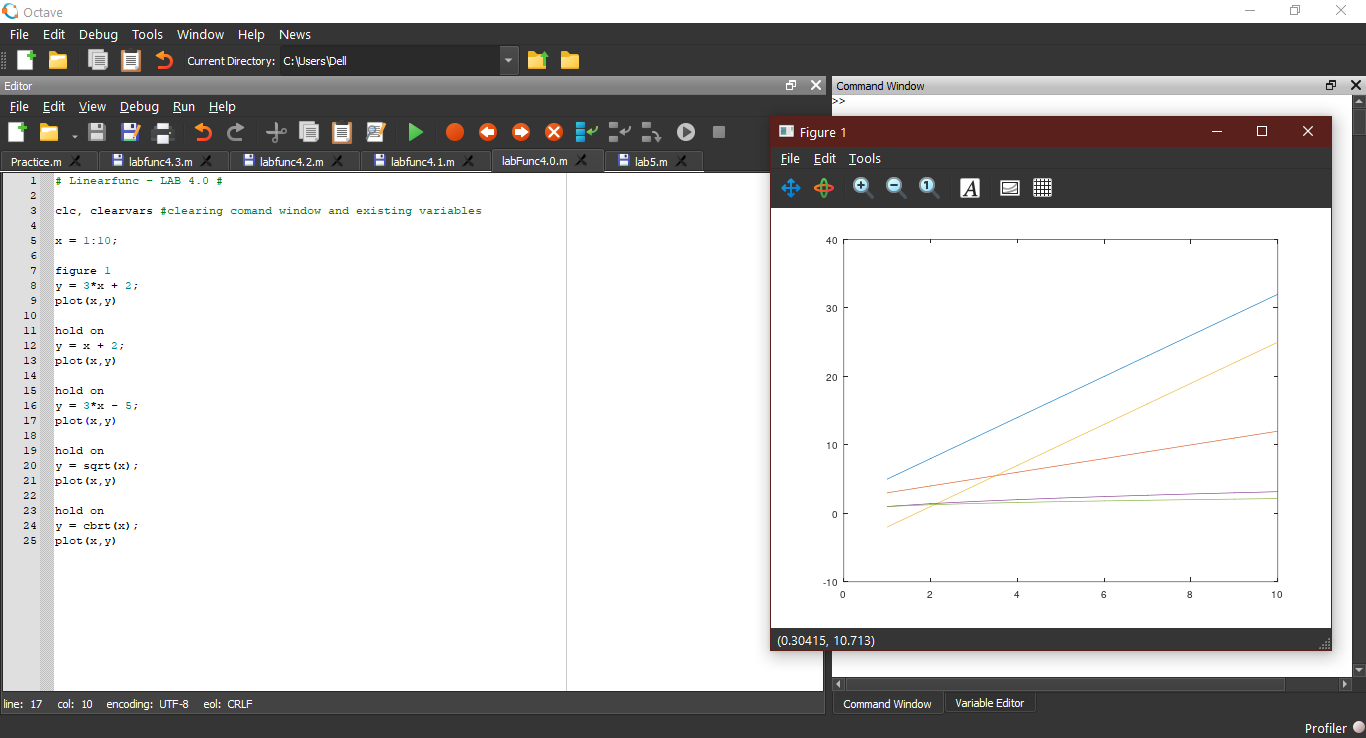 Octave
File Edit Debug Tools Window Help News
Current Directory: C:\Users\Dell
Editor
File Edit View Debug Run Help
Practice.m labfunc4.3.m labfunc4.2.m labfunc4.1.m labFunc4.0.m lab5.m
1 # Linearfunc - LAB 4.0 #
2
3 clc, clearvars #clearing comand window and existing variables
4
5 x = 1:10;
6
7 figure 1
8 y = 3*x + 2;
9 plot(x,y)
10
11 hold on
12 y = x + 2;
13 plot(x,y)
14
15 hold on
16 y = 3*x - 5;
17 plot(x,y)
18
19 hold on
20 y = sqrt(x);
21 plot(x,y)
22
23 hold on
24 y = cbrt(x);
25 plot(x,y)
line: 17 col: 10 encoding: UTF-8 eol: CRLF
Command Window
>>
Figure 1
File Edit Tools
1 A
40
30
20
10
0
-10
0 2 4 6 8 10
(0.30415, 10.713)
Command Window Variable Editor
Profiler